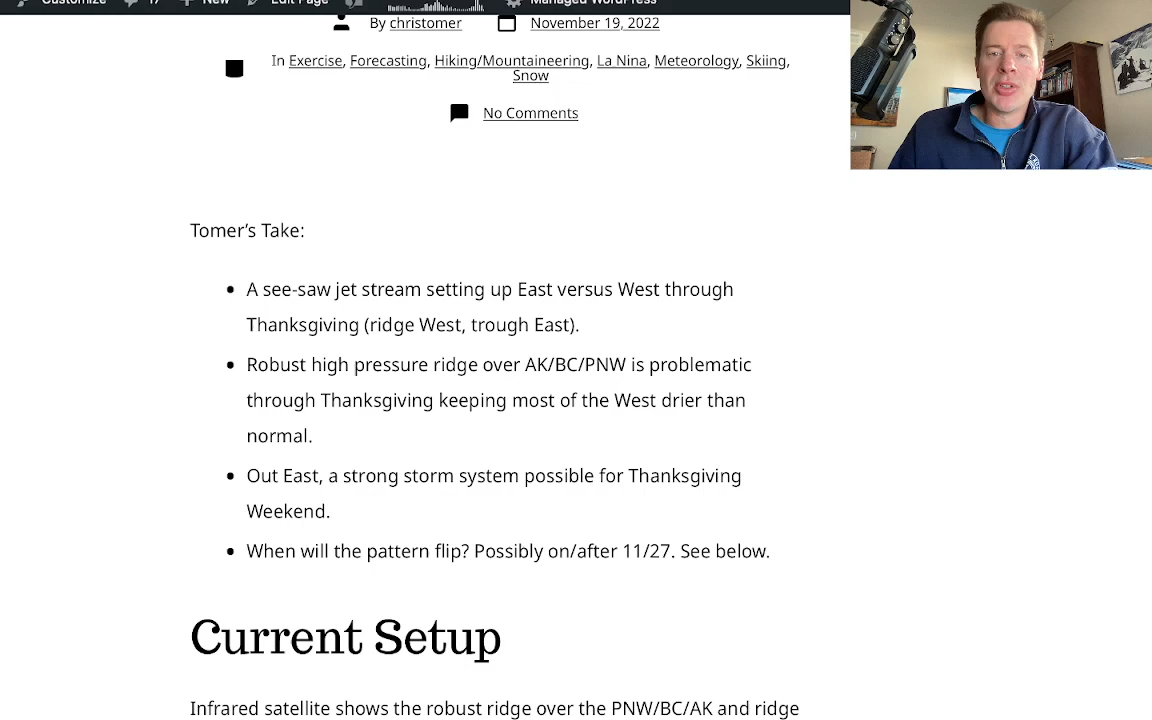 Customize 17 New Edit Page Managed WordPress
By christomer November 19, 2022
In Exercise, Forecasting, Hiking/Mountaineering, La Nina, Meteorology, Skiing,
Snow
No Comments
Tomer’s Take:
• A see-saw jet stream setting up East versus West through
Thanksgiving (ridge West, trough East).
• Robust high pressure ridge over AK/BC/PNW is problematic
through Thanksgiving keeping most of the West drier than
normal.
• Out East, a strong storm system possible for Thanksgiving
Weekend.
• When will the pattern flip? Possibly on/after 11/27. See below.
Current Setup
Infrared satellite shows the robust ridge over the PNW/BC/AK and ridge